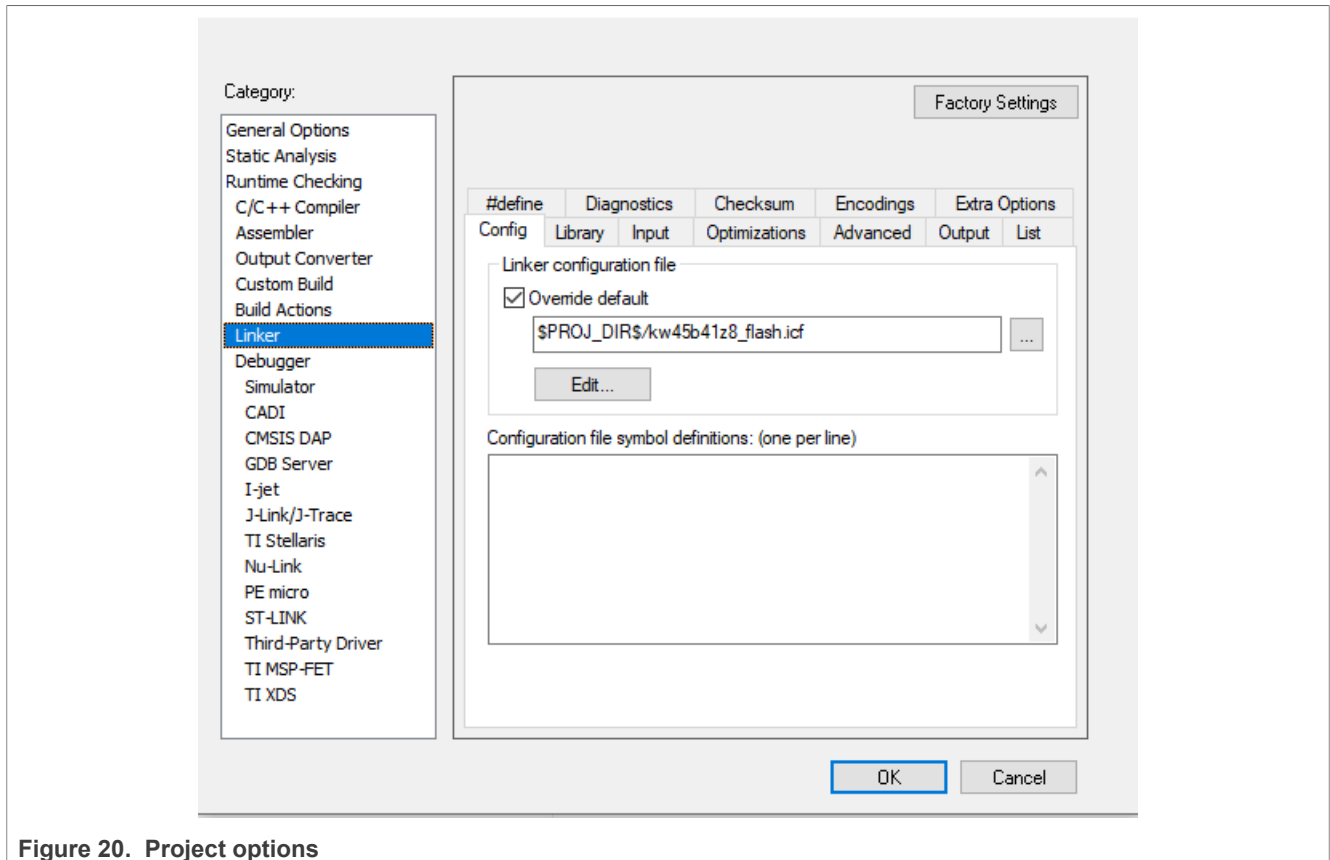 Category:
General Options
Static Analysis
Runtime Checking
C/C++ Compiler
Assembler
Output Converter
Custom Build
Build Actions
Linker
Debugger
Simulator
CADI
CMSIS DAP
GDB Server
I-jet
J-Link/J-Trace
TI Stellaris
Nu-Link
PE micro
ST-LINK
Third-Party Driver
TI MSP-FET
TI XDS
Factory Settings
#define Diagnostics Checksum Encodings Extra Options
Config Library Input Optimizations Advanced Output List
Linker configuration file
Override default
$PROJ_DIR$/kw45b41z8_flash.icf
...
Edit...
Configuration file symbol definitions: (one per line)
OK Cancel
Figure 20. Project options